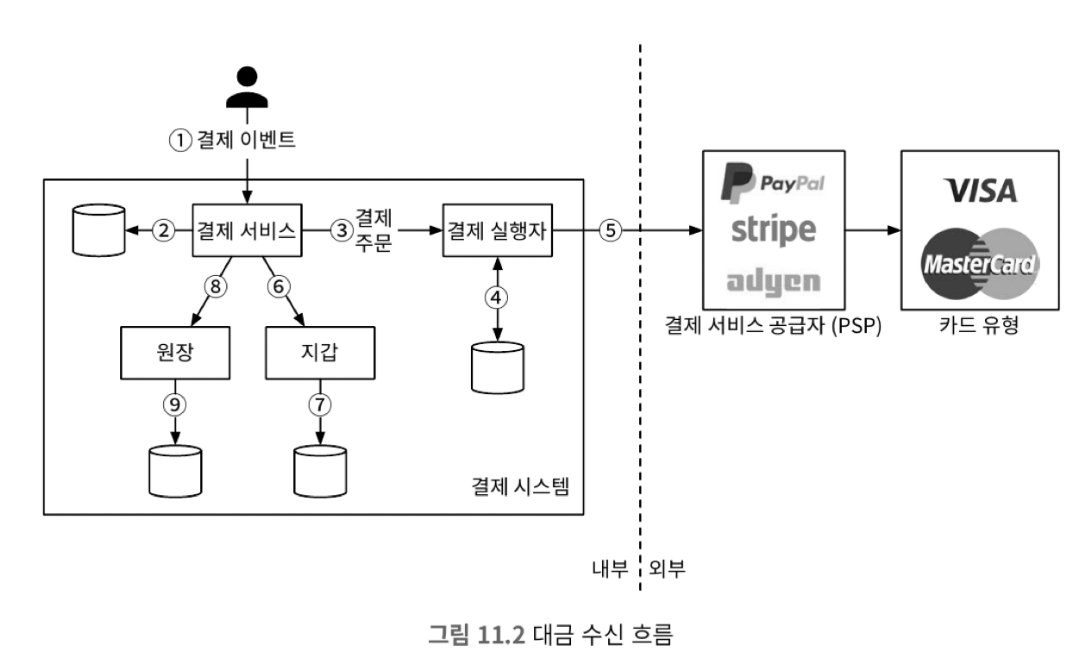 ① 결제 이벤트
② 결제 서비스 ③ 결제 주문 결제 실행자 ⑤
PayPal
stripe
adyen
VISA
MasterCard
⑧ ⑥ ④
결제 서비스 공급자 (PSP) 카드 유형
원장 지갑
⑨ ⑦
결제 시스템
내부 외부
그림 11.2 대금 수신 흐름